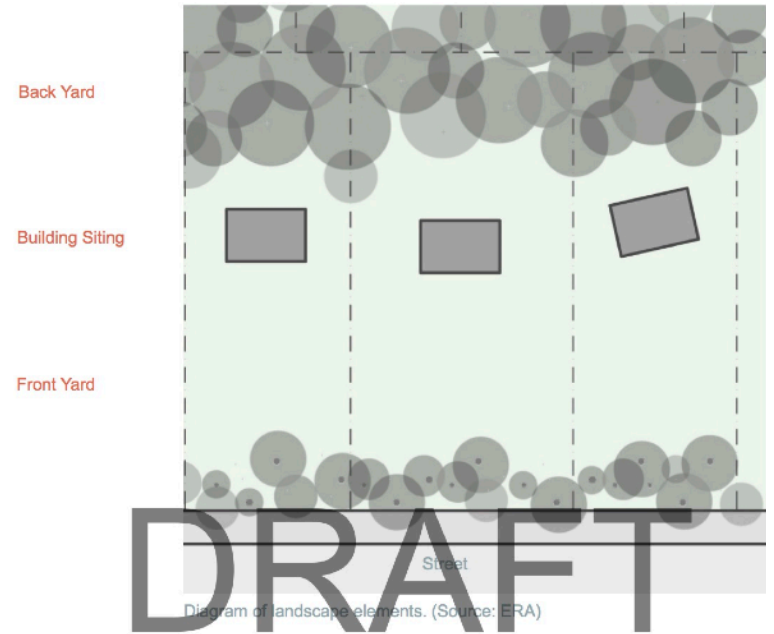 Back Yard
Building Siting
Front Yard
DRAFT
Street
Diagram of landscape elements. (Source: ERA)